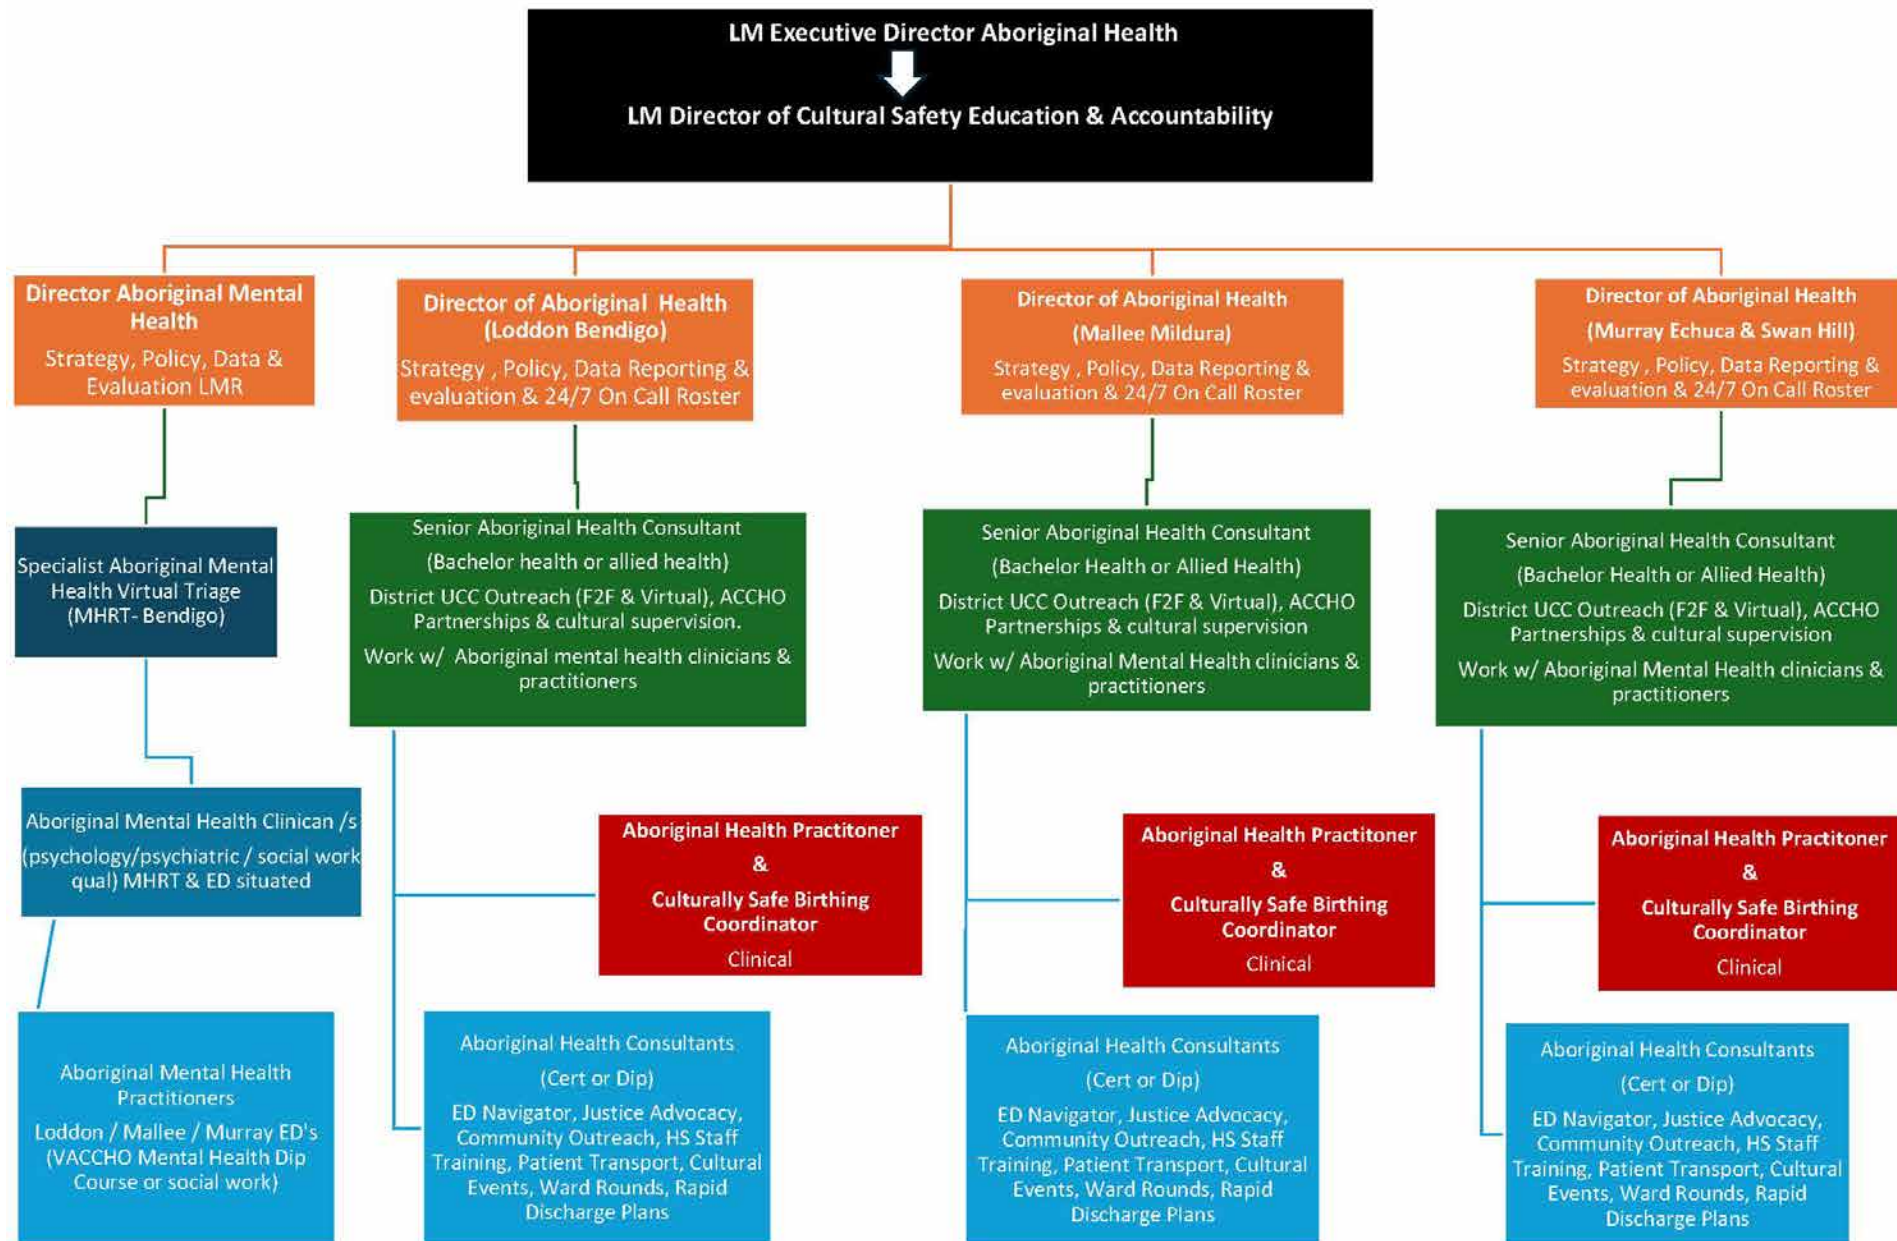 LM Executive Director Aboriginal Health
LM Director of Cultural Safety Education & Accountability
Director Aboriginal Mental
Health
Strategy, Policy, Data &
Evaluation LMR
Director of Aboriginal Health
(Loddon Bendigo)
Strategy , Policy, Data Reporting &
evaluation & 24/7 On Call Roster
Director of Aboriginal Health
(Mallee Mildura)
Strategy , Policy, Data Reporting &
evaluation & 24/7 On Call Roster
Director of Aboriginal Health
(Murray Echuca & Swan Hill)
Strategy , Policy, Data Reporting &
evaluation & 24/7 On Call Roster
Specialist Aboriginal Mental
Health Virtual Triage
(MHRT- Bendigo)
Senior Aboriginal Health Consultant
(Bachelor health or allied health)
District UCC Outreach (F2F & Virtual), ACCHO
Partnerships & cultural supervision.
Work w/ Aboriginal mental health clinicians &
practitioners
Senior Aboriginal Health Consultant
(Bachelor Health or Allied Health)
District UCC Outreach (F2F & Virtual), ACCHO
Partnerships & cultural supervision
Work w/ Aboriginal Mental Health clinicians &
practitioners
Senior Aboriginal Health Consultant
(Bachelor Health or Allied Health)
District UCC Outreach (F2F & Virtual), ACCHO
Partnerships & cultural supervision
Work w/ Aboriginal Mental Health clinicians &
practitioners
Aboriginal Mental Health Clinican /s
(psychology/psychiatric / social work
qual) MHRT & ED situated
Aboriginal Health Practitoner
&
Culturally Safe Birthing
Coordinator
Clinical
Aboriginal Health Practitoner
&
Culturally Safe Birthing
Coordinator
Clinical
Aboriginal Health Practitoner
&
Culturally Safe Birthing
Coordinator
Clinical
Aboriginal Mental Health
Practitioners
Loddon / Mallee / Murray ED's
(VACCHO Mental Health Dip
Course or social work)
Aboriginal Health Consultants
(Cert or Dip)
ED Navigator, Justice Advocacy,
Community Outreach, HS Staff
Training, Patient Transport, Cultural
Events, Ward Rounds, Rapid
Discharge Plans
Aboriginal Health Consultants
(Cert or Dip)
ED Navigator, Justice Advocacy,
Community Outreach, HS Staff
Training, Patient Transport, Cultural
Events, Ward Rounds, Rapid
Discharge Plans
Aboriginal Health Consultants
(Cert or Dip)
ED Navigator, Justice Advocacy,
Community Outreach, HS Staff
Training, Patient Transport, Cultural
Events, Ward Rounds, Rapid
Discharge Plans